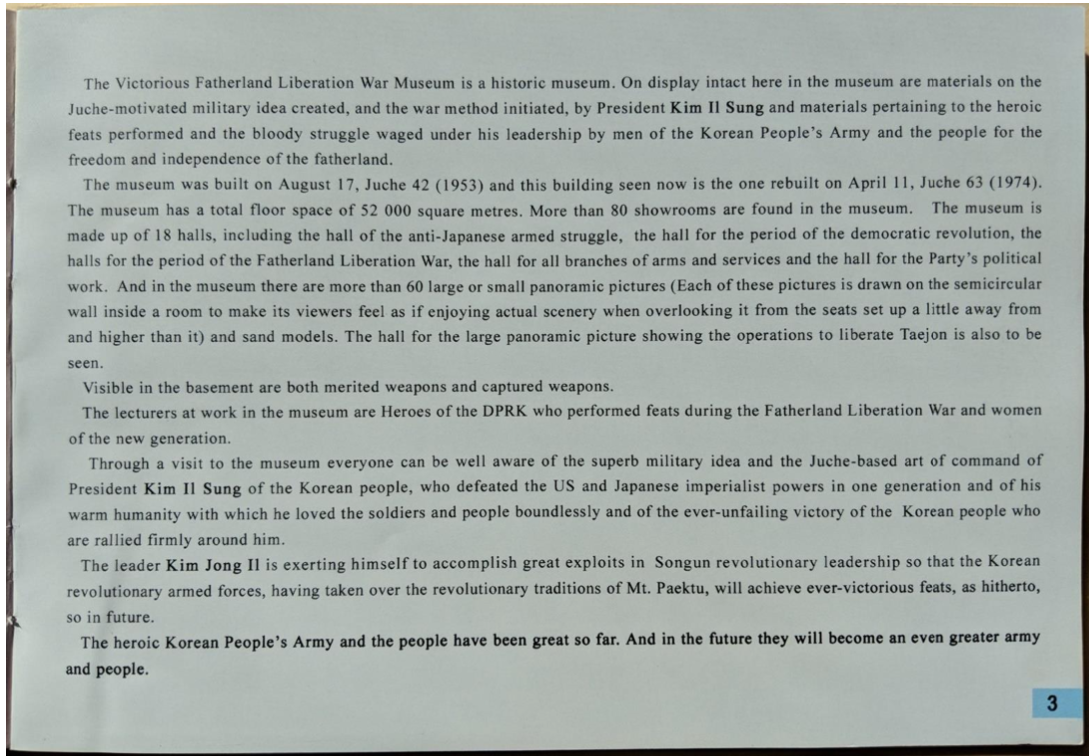 The Victorious Fatherland Liberation War Museum is a historic museum. On display intact here in the museum are materials on the
Juche-motivated military idea created, and the war method initiated, by President Kim Il Sung and materials pertaining to the heroic
feats performed and the bloody struggle waged under his leadership by men of the Korean People's Army and the people for the
freedom and independence of the fatherland.
The museum was built on August 17, Juche 42 (1953) and this building seen now is the one rebuilt on April 11, Juche 63 (1974).
The museum has a total floor space of 52 000 square metres. More than 80 showrooms are found in the museum. The museum is
made up of 18 halls, including the hall of the anti-Japanese armed struggle, the hall for the period of the democratic revolution, the
halls for the period of the Fatherland Liberation War, the hall for all branches of arms and services and the hall for the Party's political
work. And in the museum there are more than 60 large or small panoramic pictures (Each of these pictures is drawn on the semicircular
wall inside a room to make its viewers feel as if enjoying actual scenery when overlooking it from the seats set up a little away from
and higher than it) and sand models. The hall for the large panoramic picture showing the operations to liberate Taejon is also to be
seen.
Visible in the basement are both merited weapons and captured weapons.
The lecturers at work in the museum are Heroes of the DPRK who performed feats during the Fatherland Liberation War and women
of the new generation.
Through a visit to the museum everyone can be well aware of the superb military idea and the Juche-based art of command of
President Kim Il Sung of the Korean people, who defeated the US and Japanese imperialist powers in one generation and of his
warm humanity with which he loved the soldiers and people boundlessly and of the ever-unfailing victory of the Korean people who
are rallied firmly around him.
The leader Kim Jong Il is exerting himself to accomplish great exploits in Songun revolutionary leadership so that the Korean
revolutionary armed forces, having taken over the revolutionary traditions of Mt. Paektu, will achieve ever-victorious feats, as hitherto,
so in future.
The heroic Korean People's Army and the people have been great so far. And in the future they will become an even greater army
and people.
3